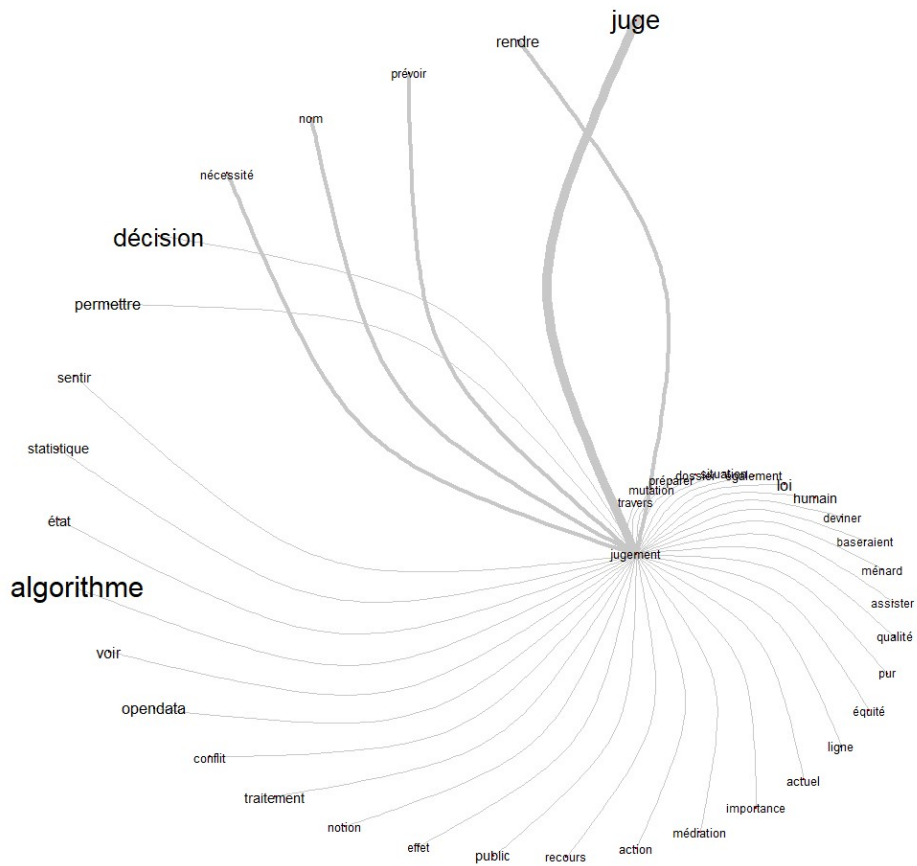 juge
rendre
prévoir
nom
nécessité
décision
permettre
sentir
statistique
état
algorithme
voir
opendata
conflit
traitement
notion
effet
public
recours
action
médiation
importance
actuel
ligne
équité
pur
qualité
assister
ménard
baseraient
deviner
humain
loi
également
situation
dossier
préparer
mutation
travers
jugement